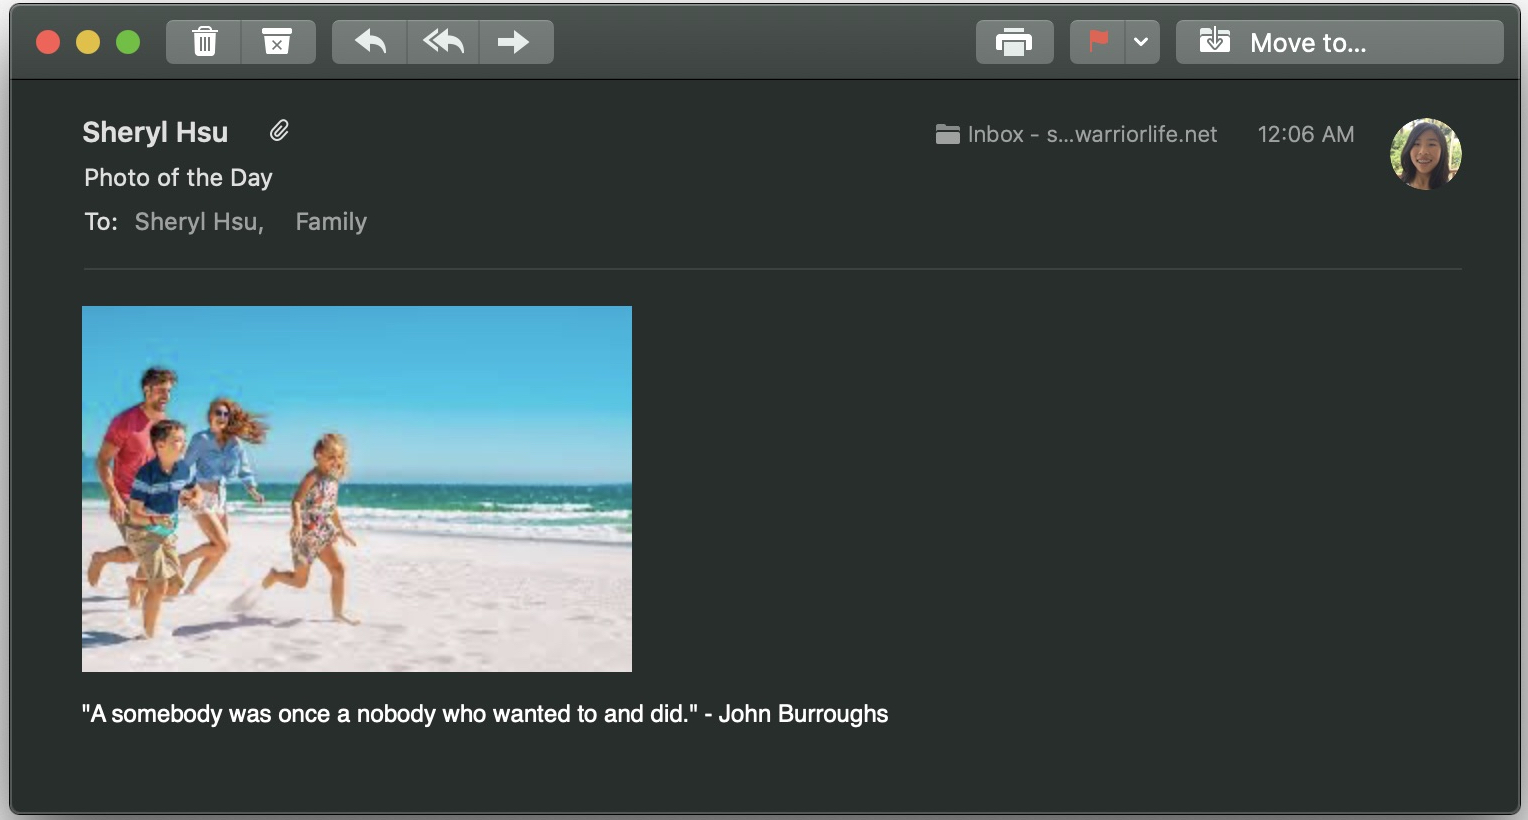 Move to...
Sheryl Hsu
Inbox - s...warriorlife.net 12:06 AM
Photo of the Day
To: Sheryl Hsu, Family
"A somebody was once a nobody who wanted to and did." - John Burroughs